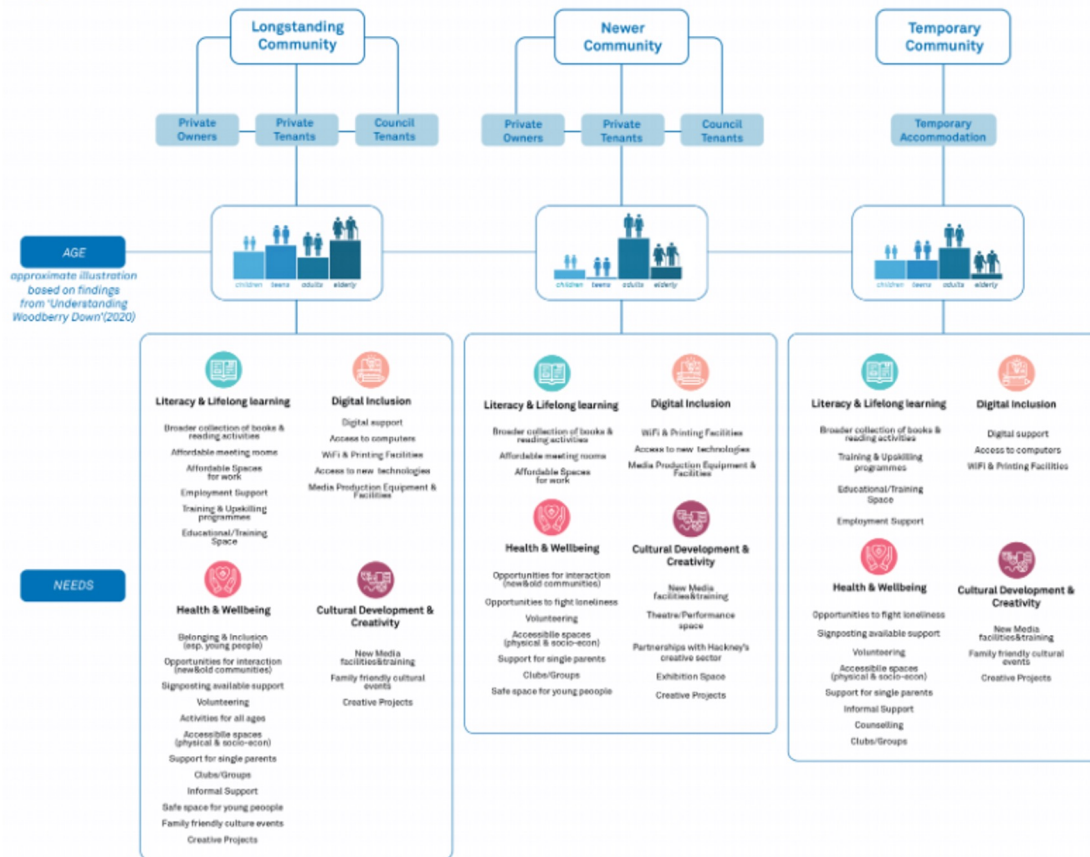 Longstanding
Community
Newer
Community
Temporary
Community
Private
Owners
Private
Tenants
Council
Tenants
Private
Owners
Private
Tenants
Council
Tenants
Temporary
Accommodation
AGE
approximate illustration
based on findings
from 'Understanding
Woodberry Down'(2020)
children teens adults elderly
children teens adults elderly
children teens adults elderly
NEEDS
Literacy & Lifelong learning
Broader collection of books &
reading activities
Affordable meeting rooms
Affordable Spaces
for work
Employment Support
Training & Upskilling
programmes
Educational/Training
Space
Digital Inclusion
Digital support
Access to computers
WiFi & Printing Facilities
Access to new technologies
Media Production Equipment &
Facilities
Health & Wellbeing
Belonging & Inclusion
(esp. young people)
Opportunities for interaction
(new&old communities)
Signposting available support
Volunteering
Activities for all ages
Accessibile spaces
(physical & socio-econ)
Support for single parents
Clubs/Groups
Informal Support
Safe space for young peoople
Family friendly culture events
Creative Projects
Cultural Development &
Creativity
New Media
facilities&training
Family friendly cultural
events
Creative Projects
Literacy & Lifelong learning
Broader collection of books &
reading activities
Affordable meeting rooms
Affordable Spaces
for work
Digital Inclusion
WiFi & Printing Facilities
Access to new technologies
Media Production Equipment &
Facilities
Health & Wellbeing
Opportunities for interaction
(new&old communities)
Opportunities to fight loneliness
Volunteering
Accessibile spaces
(physical & socio-econ)
Support for single parents
Clubs/Groups
Safe space for young peoople
Cultural Development &
Creativity
New Media
facilities&training
Theatre/Performance
space
Partnerships with Hackney's
creative sector
Exhibition Space
Creative Projects
Literacy & Lifelong learning
Broader collection of books &
reading activities
Training & Upskilling
programmes
Educational/Training
Space
Employment Support
Digital Inclusion
Digital support
Access to computers
WiFi & Printing Facilities
Health & Wellbeing
Opportunities to fight loneliness
Signposting available support
Volunteering
Accessibile spaces
(physical & socio-econ)
Support for single parents
Informal Support
Counselling
Clubs/Groups
Cultural Development &
Creativity
New Media
facilities&training
Family friendly cultural
events
Creative Projects